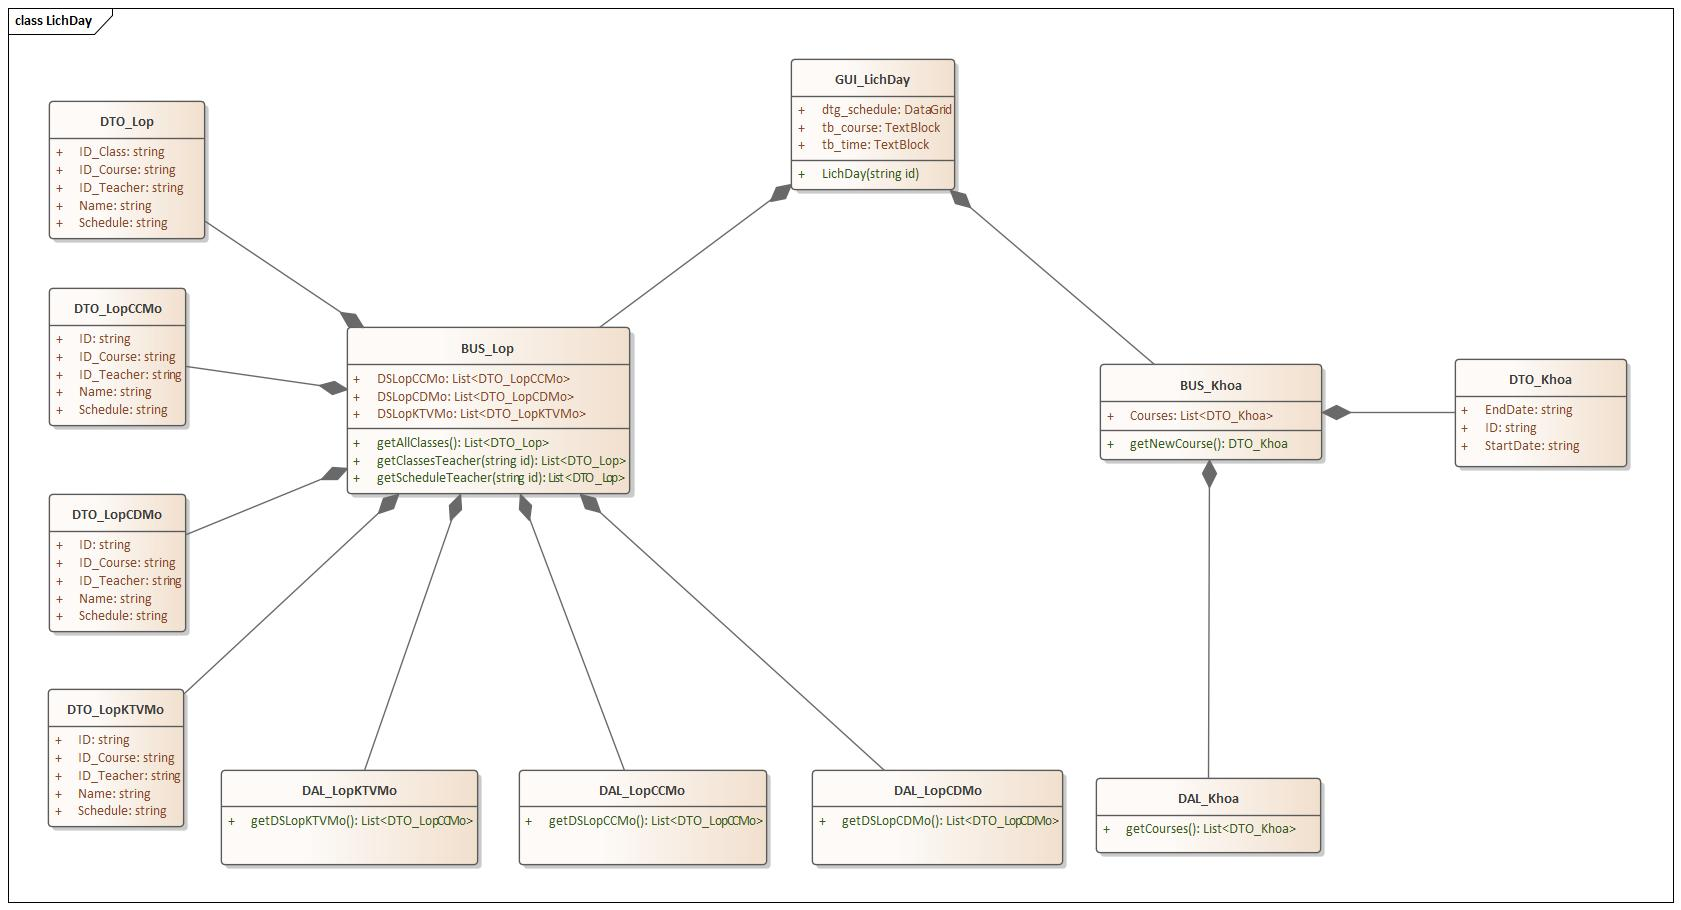 class LichDay
GUI_LichDay
+ dtg_schedule: DataGrid
+ tb_course: TextBlock
+ tb_time: TextBlock
+ LichDay(string id)
DTO_Lop
+ ID_Class: string
+ ID_Course: string
+ ID_Teacher: string
+ Name: string
+ Schedule: string
DTO_LopCCMo
+ ID: string
+ ID_Course: string
+ ID_Teacher: string
+ Name: string
+ Schedule: string
BUS_Lop
+ DSLopCCMo: List<DTO_LopCCMo>
+ DSLopCDMo: List<DTO_LopCDMo>
+ DSLopKTVMo: List<DTO_LopKTVMo>
+ getAllClasses(): List<DTO_Lop>
+ getClassesTeacher(string id): List<DTO_Lop>
+ getScheduleTeacher(string id): List<DTO_Lop>
BUS_Khoa
+ Courses: List<DTO_Khoa>
+ getNewCourse(): DTO_Khoa
DTO_Khoa
+ EndDate: string
+ ID: string
+ StartDate: string
DTO_LopCDMo
+ ID: string
+ ID_Course: string
+ ID_Teacher: string
+ Name: string
+ Schedule: string
DTO_LopKTVMo
+ ID: string
+ ID_Course: string
+ ID_Teacher: string
+ Name: string
+ Schedule: string
DAL_LopKTVMo
+ getDSLopKTVMo(): List<DTO_LopCCMo>
DAL_LopCCMo
+ getDSLopCCMo(): List<DTO_LopCCMo>
DAL_LopCDMo
+ getDSLopCDMo(): List<DTO_LopCDMo>
DAL_Khoa
+ getCourses(): List<DTO_Khoa>